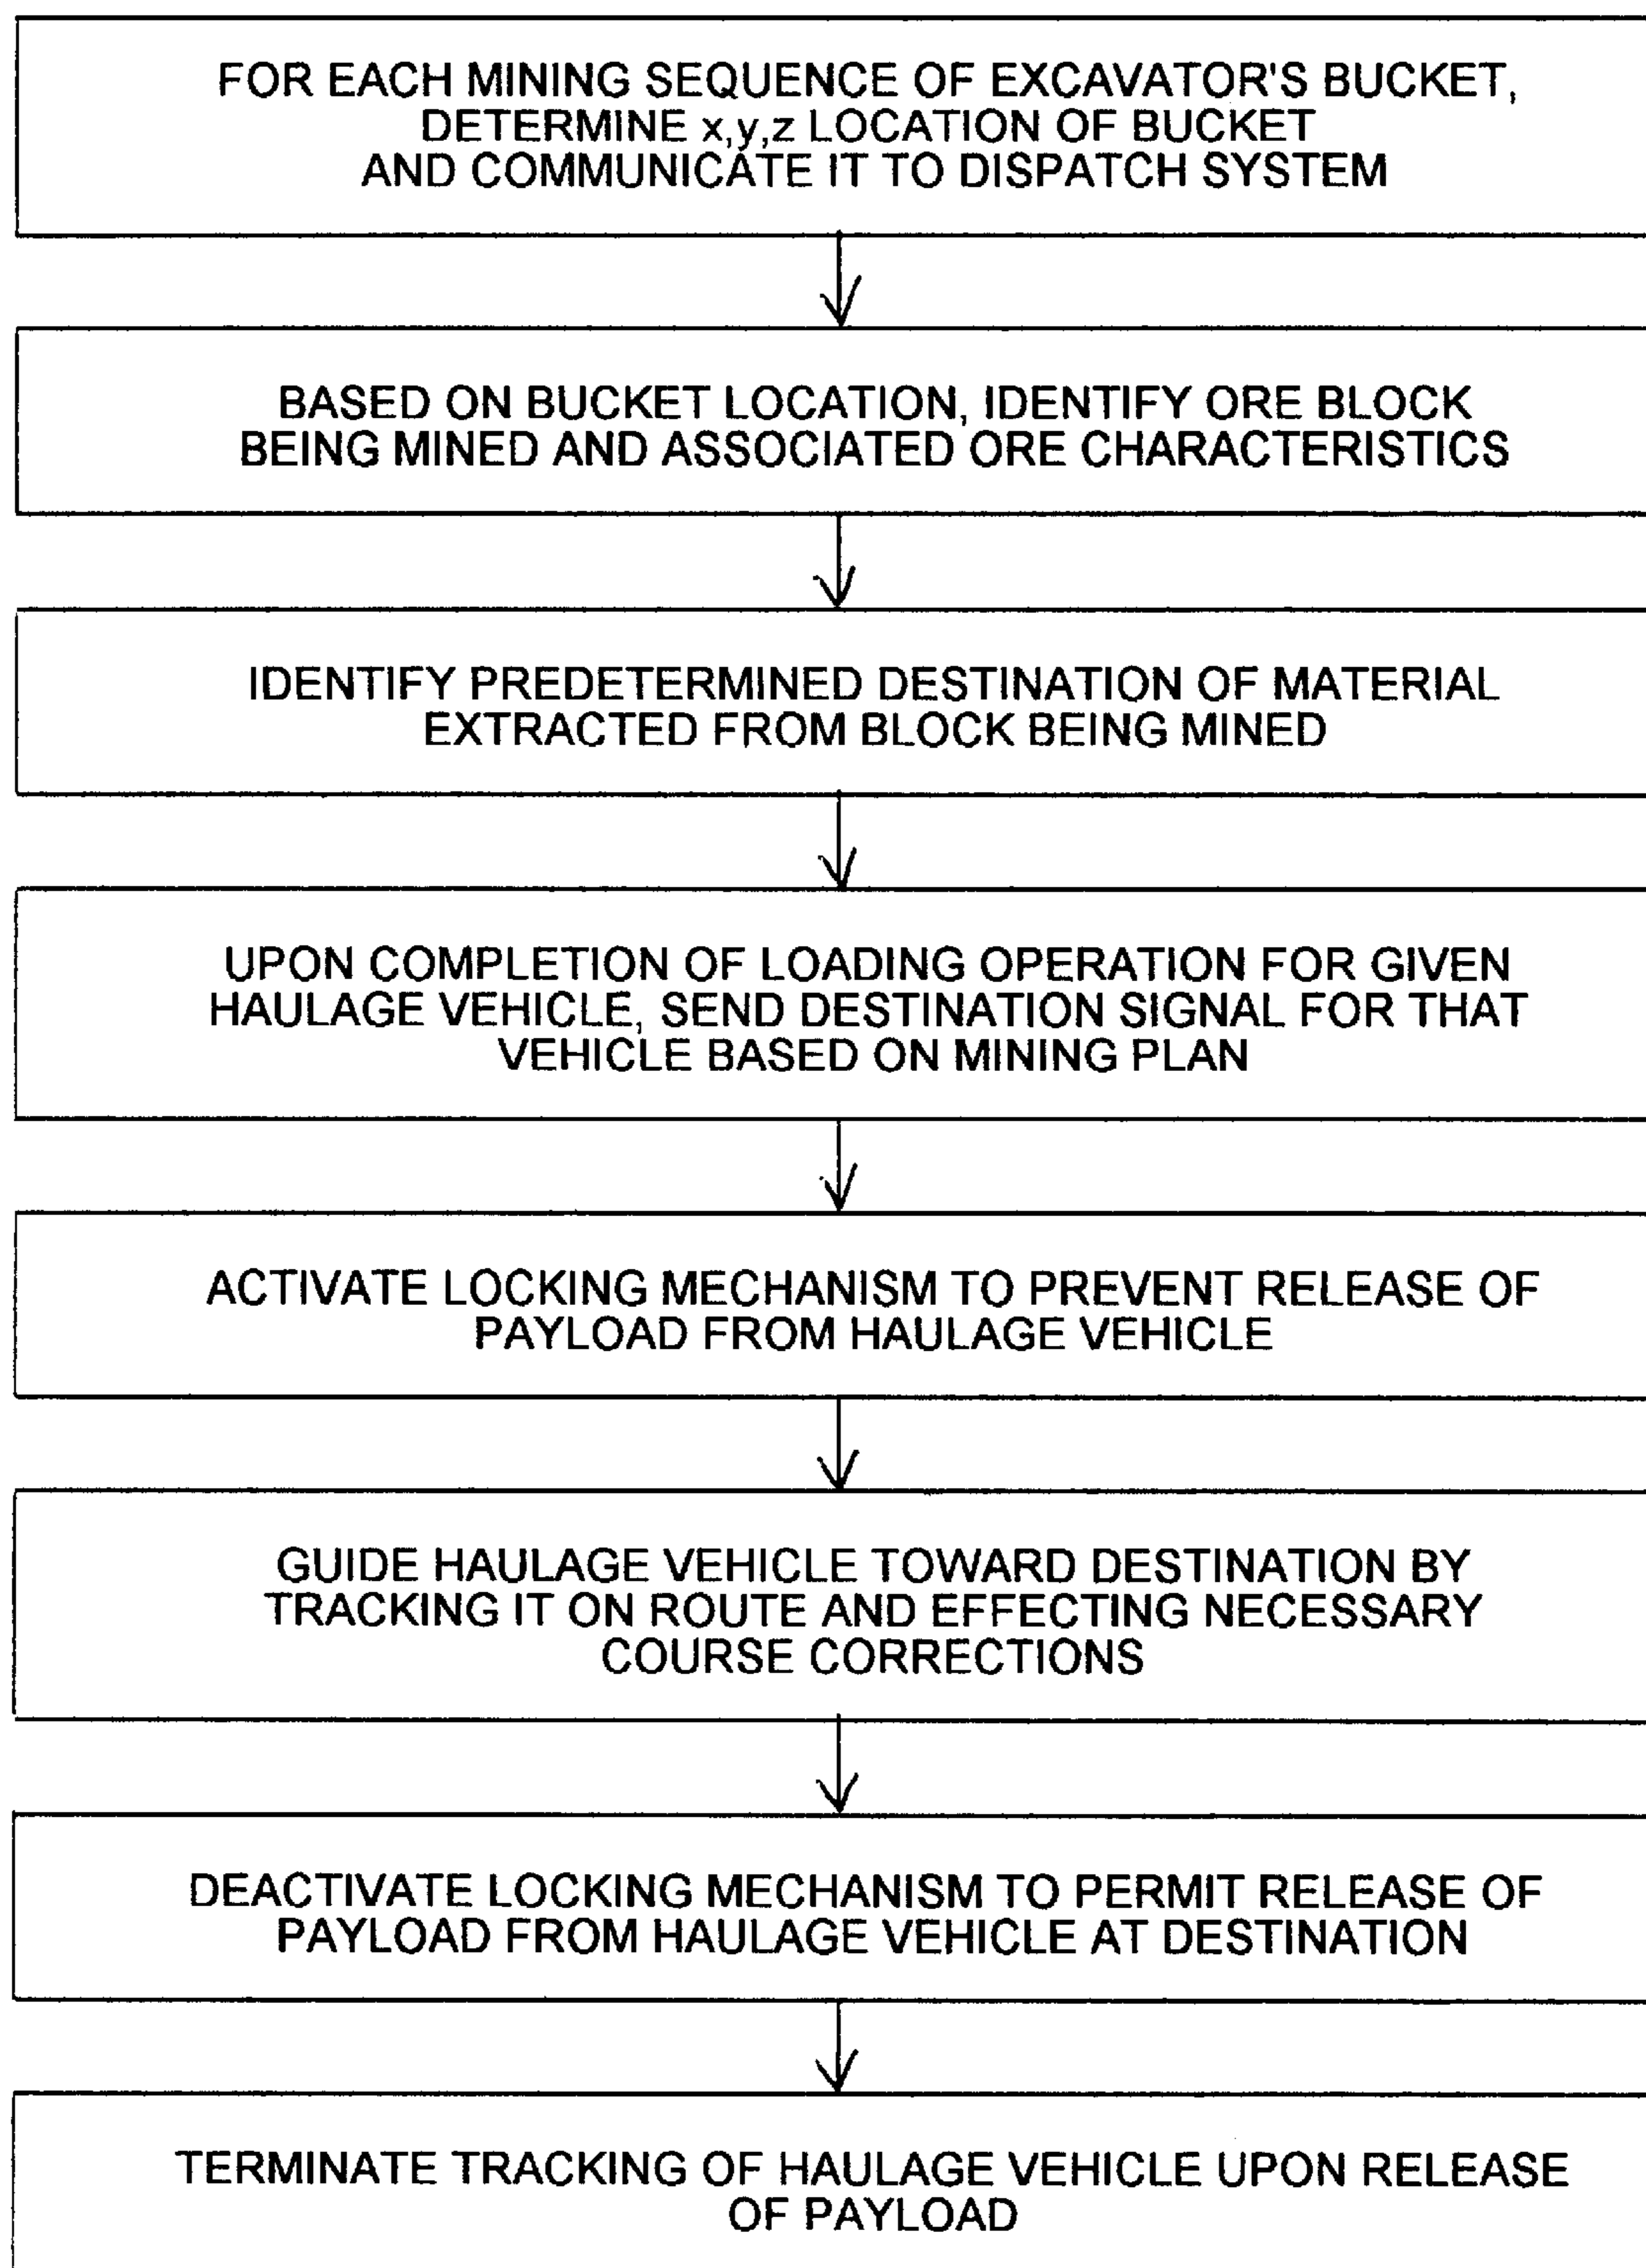 FOR EACH MINING SEQUENCE OF EXCAVATOR'S BUCKET,
DETERMINE x,y,z LOCATION OF BUCKET
AND COMMUNICATE IT TO DISPATCH SYSTEM
BASED ON BUCKET LOCATION, IDENTIFY ORE BLOCK
BEING MINED AND ASSOCIATED ORE CHARACTERISTICS
IDENTIFY PREDETERMINED DESTINATION OF MATERIAL
EXTRACTED FROM BLOCK BEING MINED
UPON COMPLETION OF LOADING OPERATION FOR GIVEN
HAULAGE VEHICLE, SEND DESTINATION SIGNAL FOR THAT
VEHICLE BASED ON MINING PLAN
ACTIVATE LOCKING MECHANISM TO PREVENT RELEASE OF
PAYLOAD FROM HAULAGE VEHICLE
GUIDE HAULAGE VEHICLE TOWARD DESTINATION BY
TRACKING IT ON ROUTE AND EFFECTING NECESSARY
COURSE CORRECTIONS
DEACTIVATE LOCKING MECHANISM TO PERMIT RELEASE OF
PAYLOAD FROM HAULAGE VEHICLE AT DESTINATION
TERMINATE TRACKING OF HAULAGE VEHICLE UPON RELEASE
OF PAYLOAD